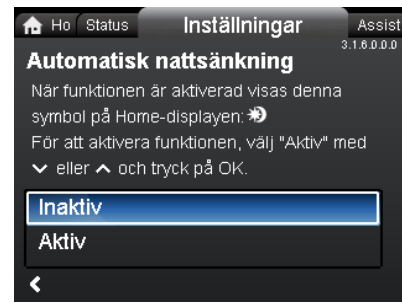 Ho Status Inställningar Assist
3.1.6.0.0.0
Automatisk nattsänkning
När funktionen är aktiverad visas denna
symbol på Home-displayen:
För att aktivera funktionen, välj "Aktiv" med
eller och tryck på OK.
Inaktiv
Aktiv